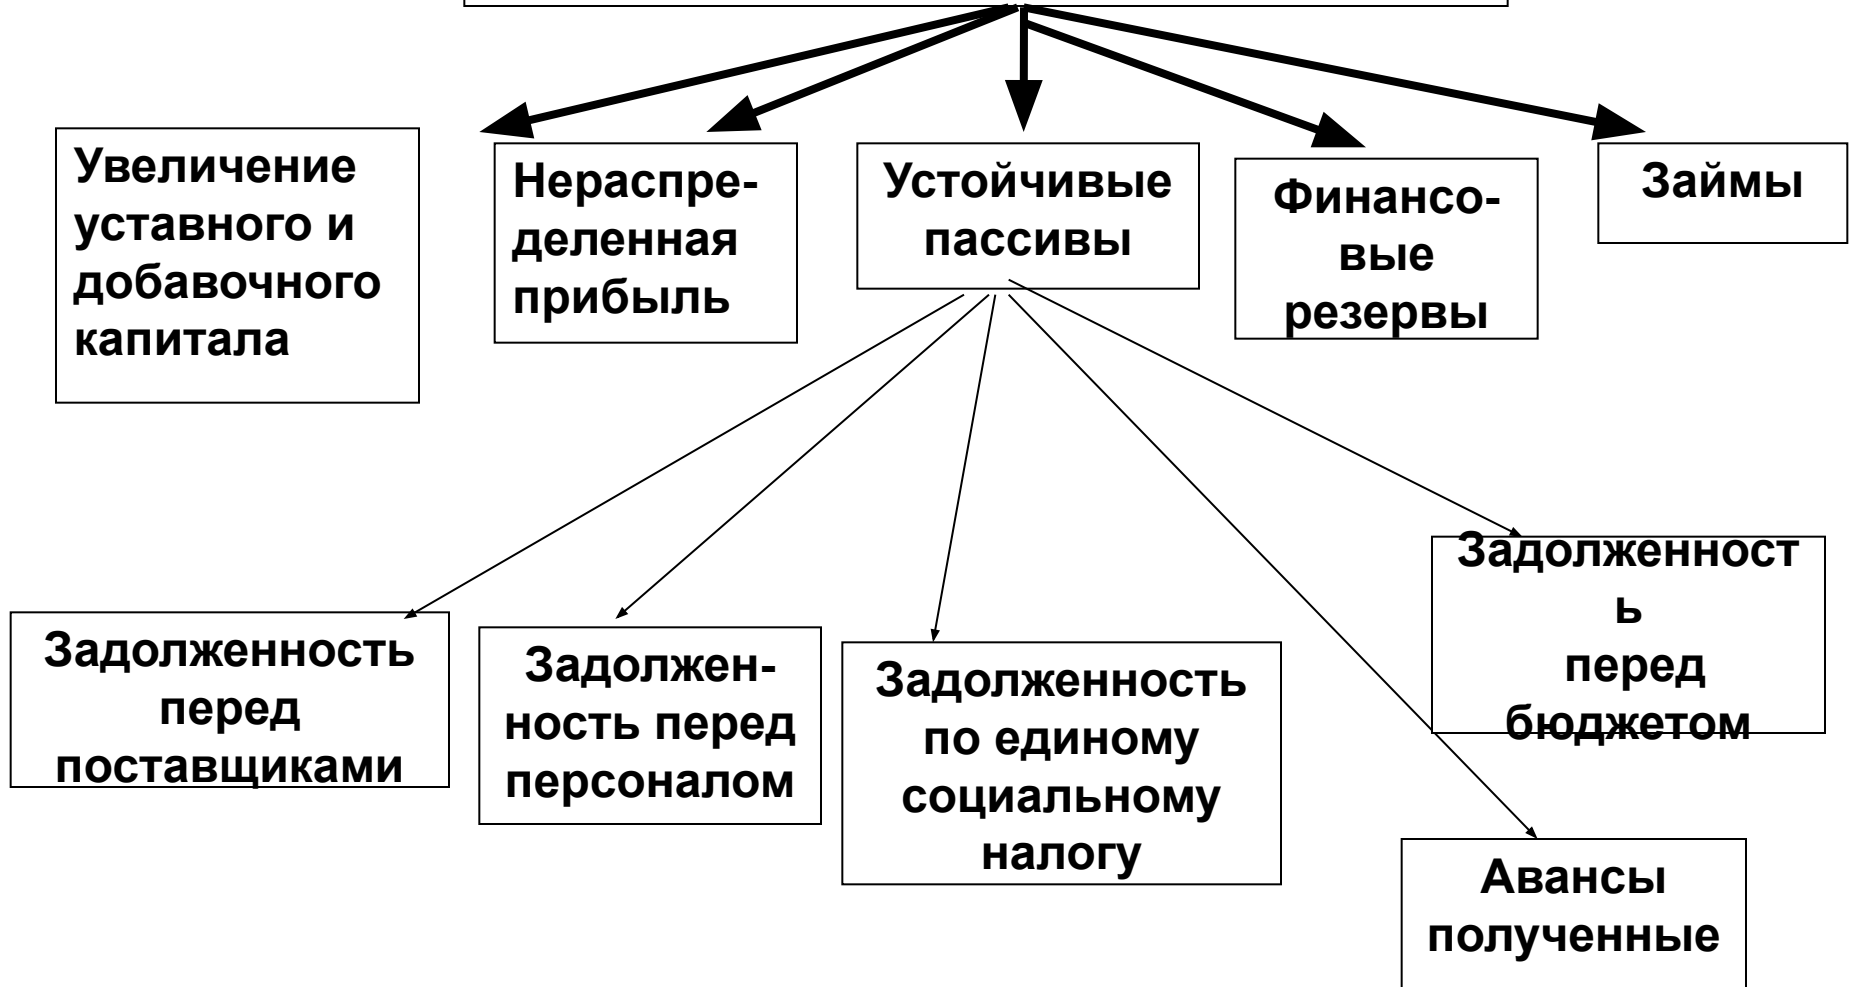 Увеличение
уставного и
добавочного
капитала
Нераспре-
деленная
прибыль
Устойчивые
пассивы
Финансо-
вые
резервы
Займы
Задолженность
перед
поставщиками
Задолжен-
ность перед
персоналом
Задолженность
по единому
социальному
налогу
Задолженност
ь
перед
бюджетом
Авансы
полученные